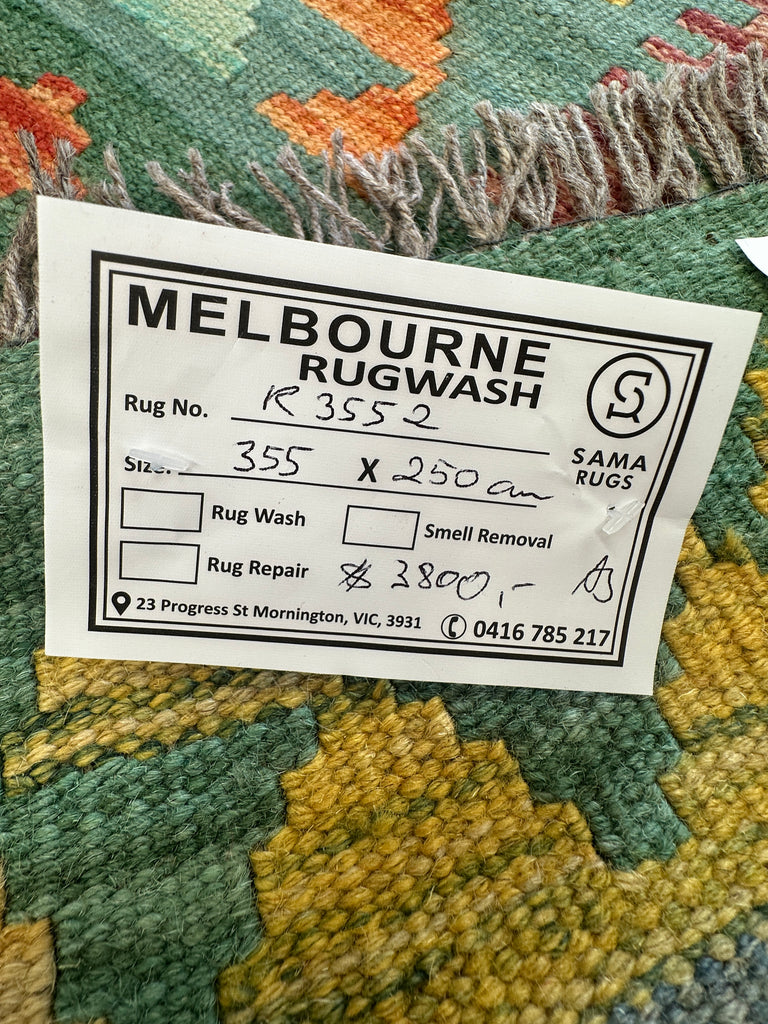 MELBOURNE
RUGWASH
Rug No. R 3552
SAMA
RUGS
Size. 355 X 250 cm
Rug Wash
Smell Removal
Rug Repair
$ 3800,-
23 Progress St Mornington, VIC, 3931
0416 785 217